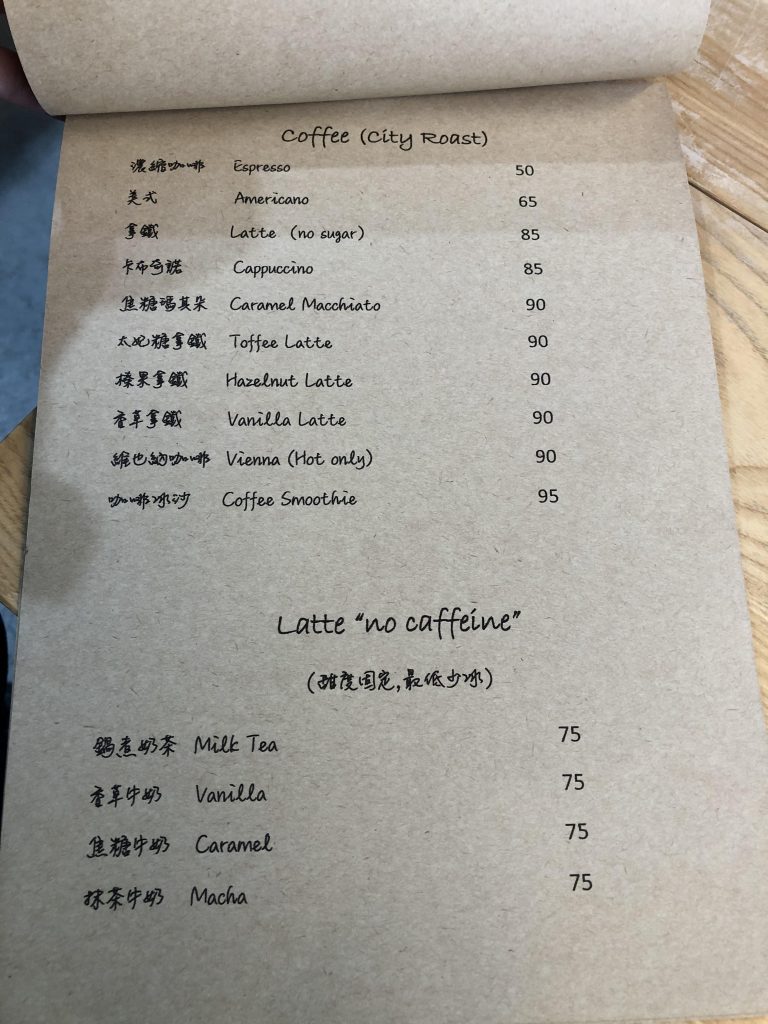 Coffee (City Roast)
濃縮咖啡 Espresso 50
美式 Americano 65
拿鐵 Latte (no sugar) 85
卡布奇諾 Cappuccino 85
焦糖瑪其朵 Caramel Macchiato 90
太妃糖拿鐵 Toffee Latte 90
榛果拿鐵 Hazelnut Latte 90
香草拿鐵 Vanilla Latte 90
維也納咖啡 Vienna (Hot only) 90
咖啡冰沙 Coffee Smoothie 95
Latte “no caffeine”
(甜度固定,最低少冰)
鍋煮奶茶 Milk Tea 75
香草牛奶 Vanilla 75
焦糖牛奶 Caramel 75
抹茶牛奶 Macha 75